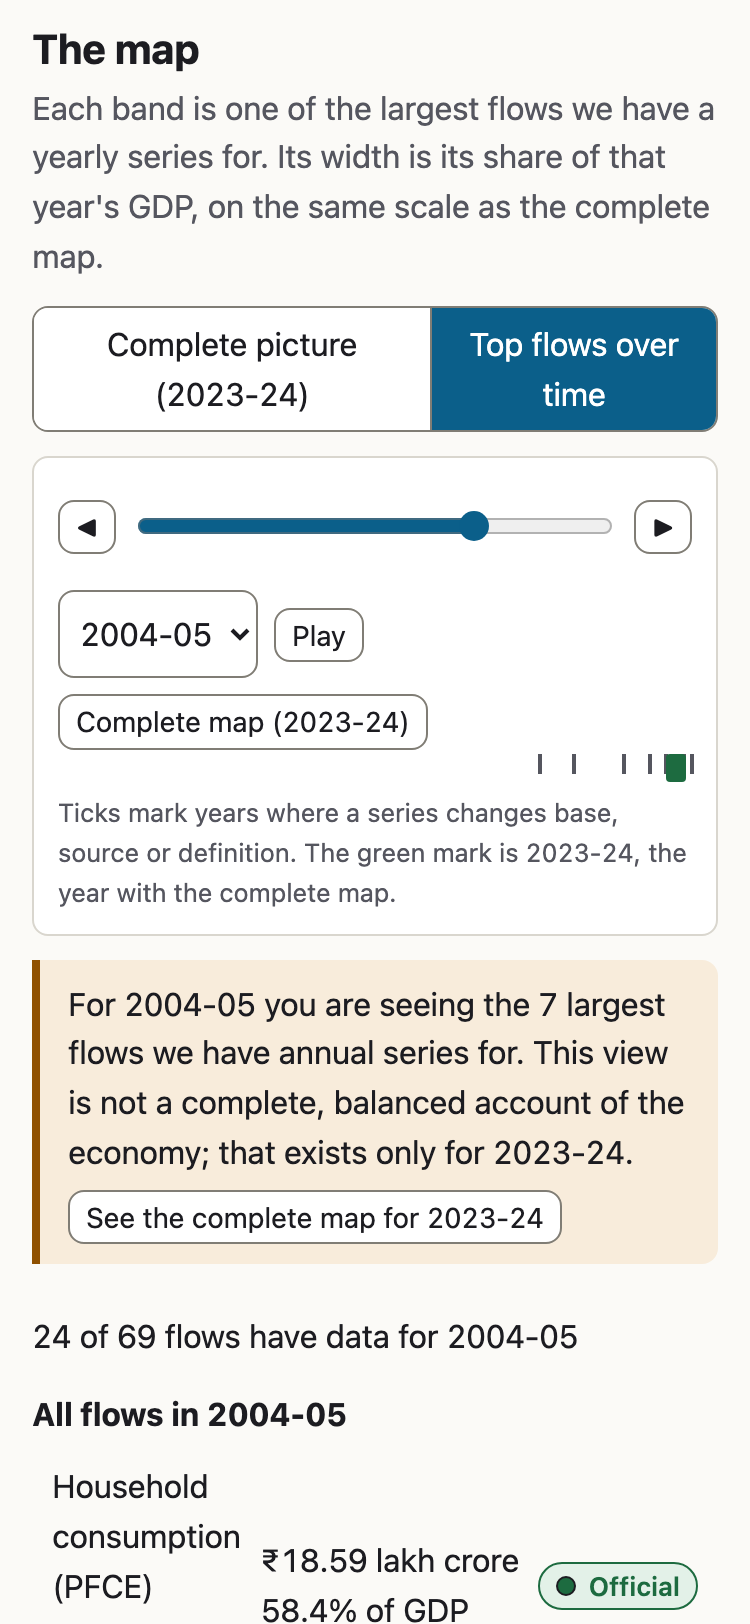 The map
Each band is one of the largest flows we have a
yearly series for. Its width is its share of that
year's GDP, on the same scale as the complete
map.
Complete picture
(2023-24)
Top flows over
time
◀
▶
2004-05
Play
Complete map (2023-24)
Ticks mark years where a series changes base,
source or definition. The green mark is 2023-24, the
year with the complete map.
For 2004-05 you are seeing the 7 largest
flows we have annual series for. This view
is not a complete, balanced account of the
economy; that exists only for 2023-24.
See the complete map for 2023-24
24 of 69 flows have data for 2004-05
All flows in 2004-05
Household
consumption
(PFCE)
₹18.59 lakh crore
58.4% of GDP
Official